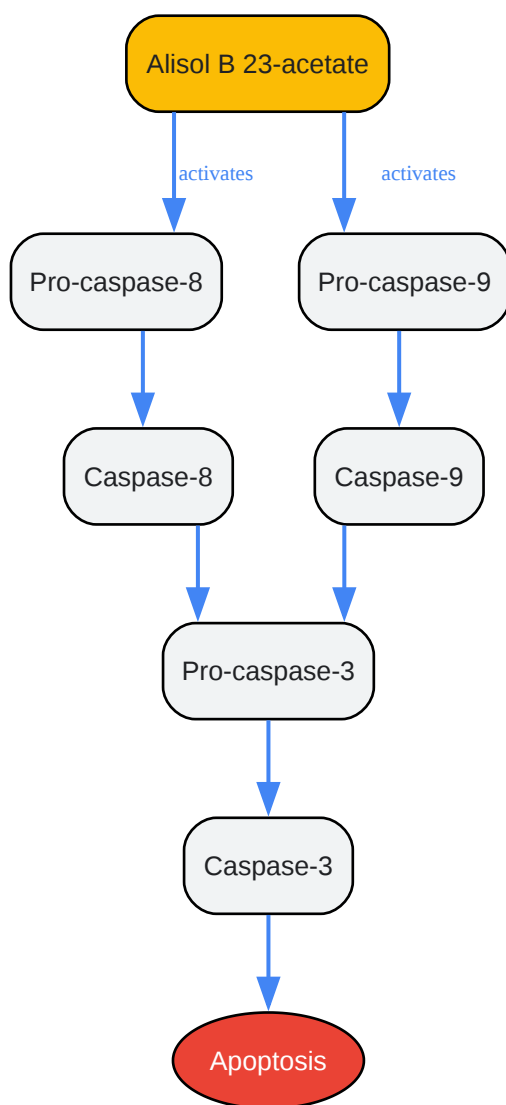 Alisol B 23-acetate
activates
activates
Pro-caspase-8
Pro-caspase-9
Caspase-8
Caspase-9
Pro-caspase-3
Caspase-3
Apoptosis